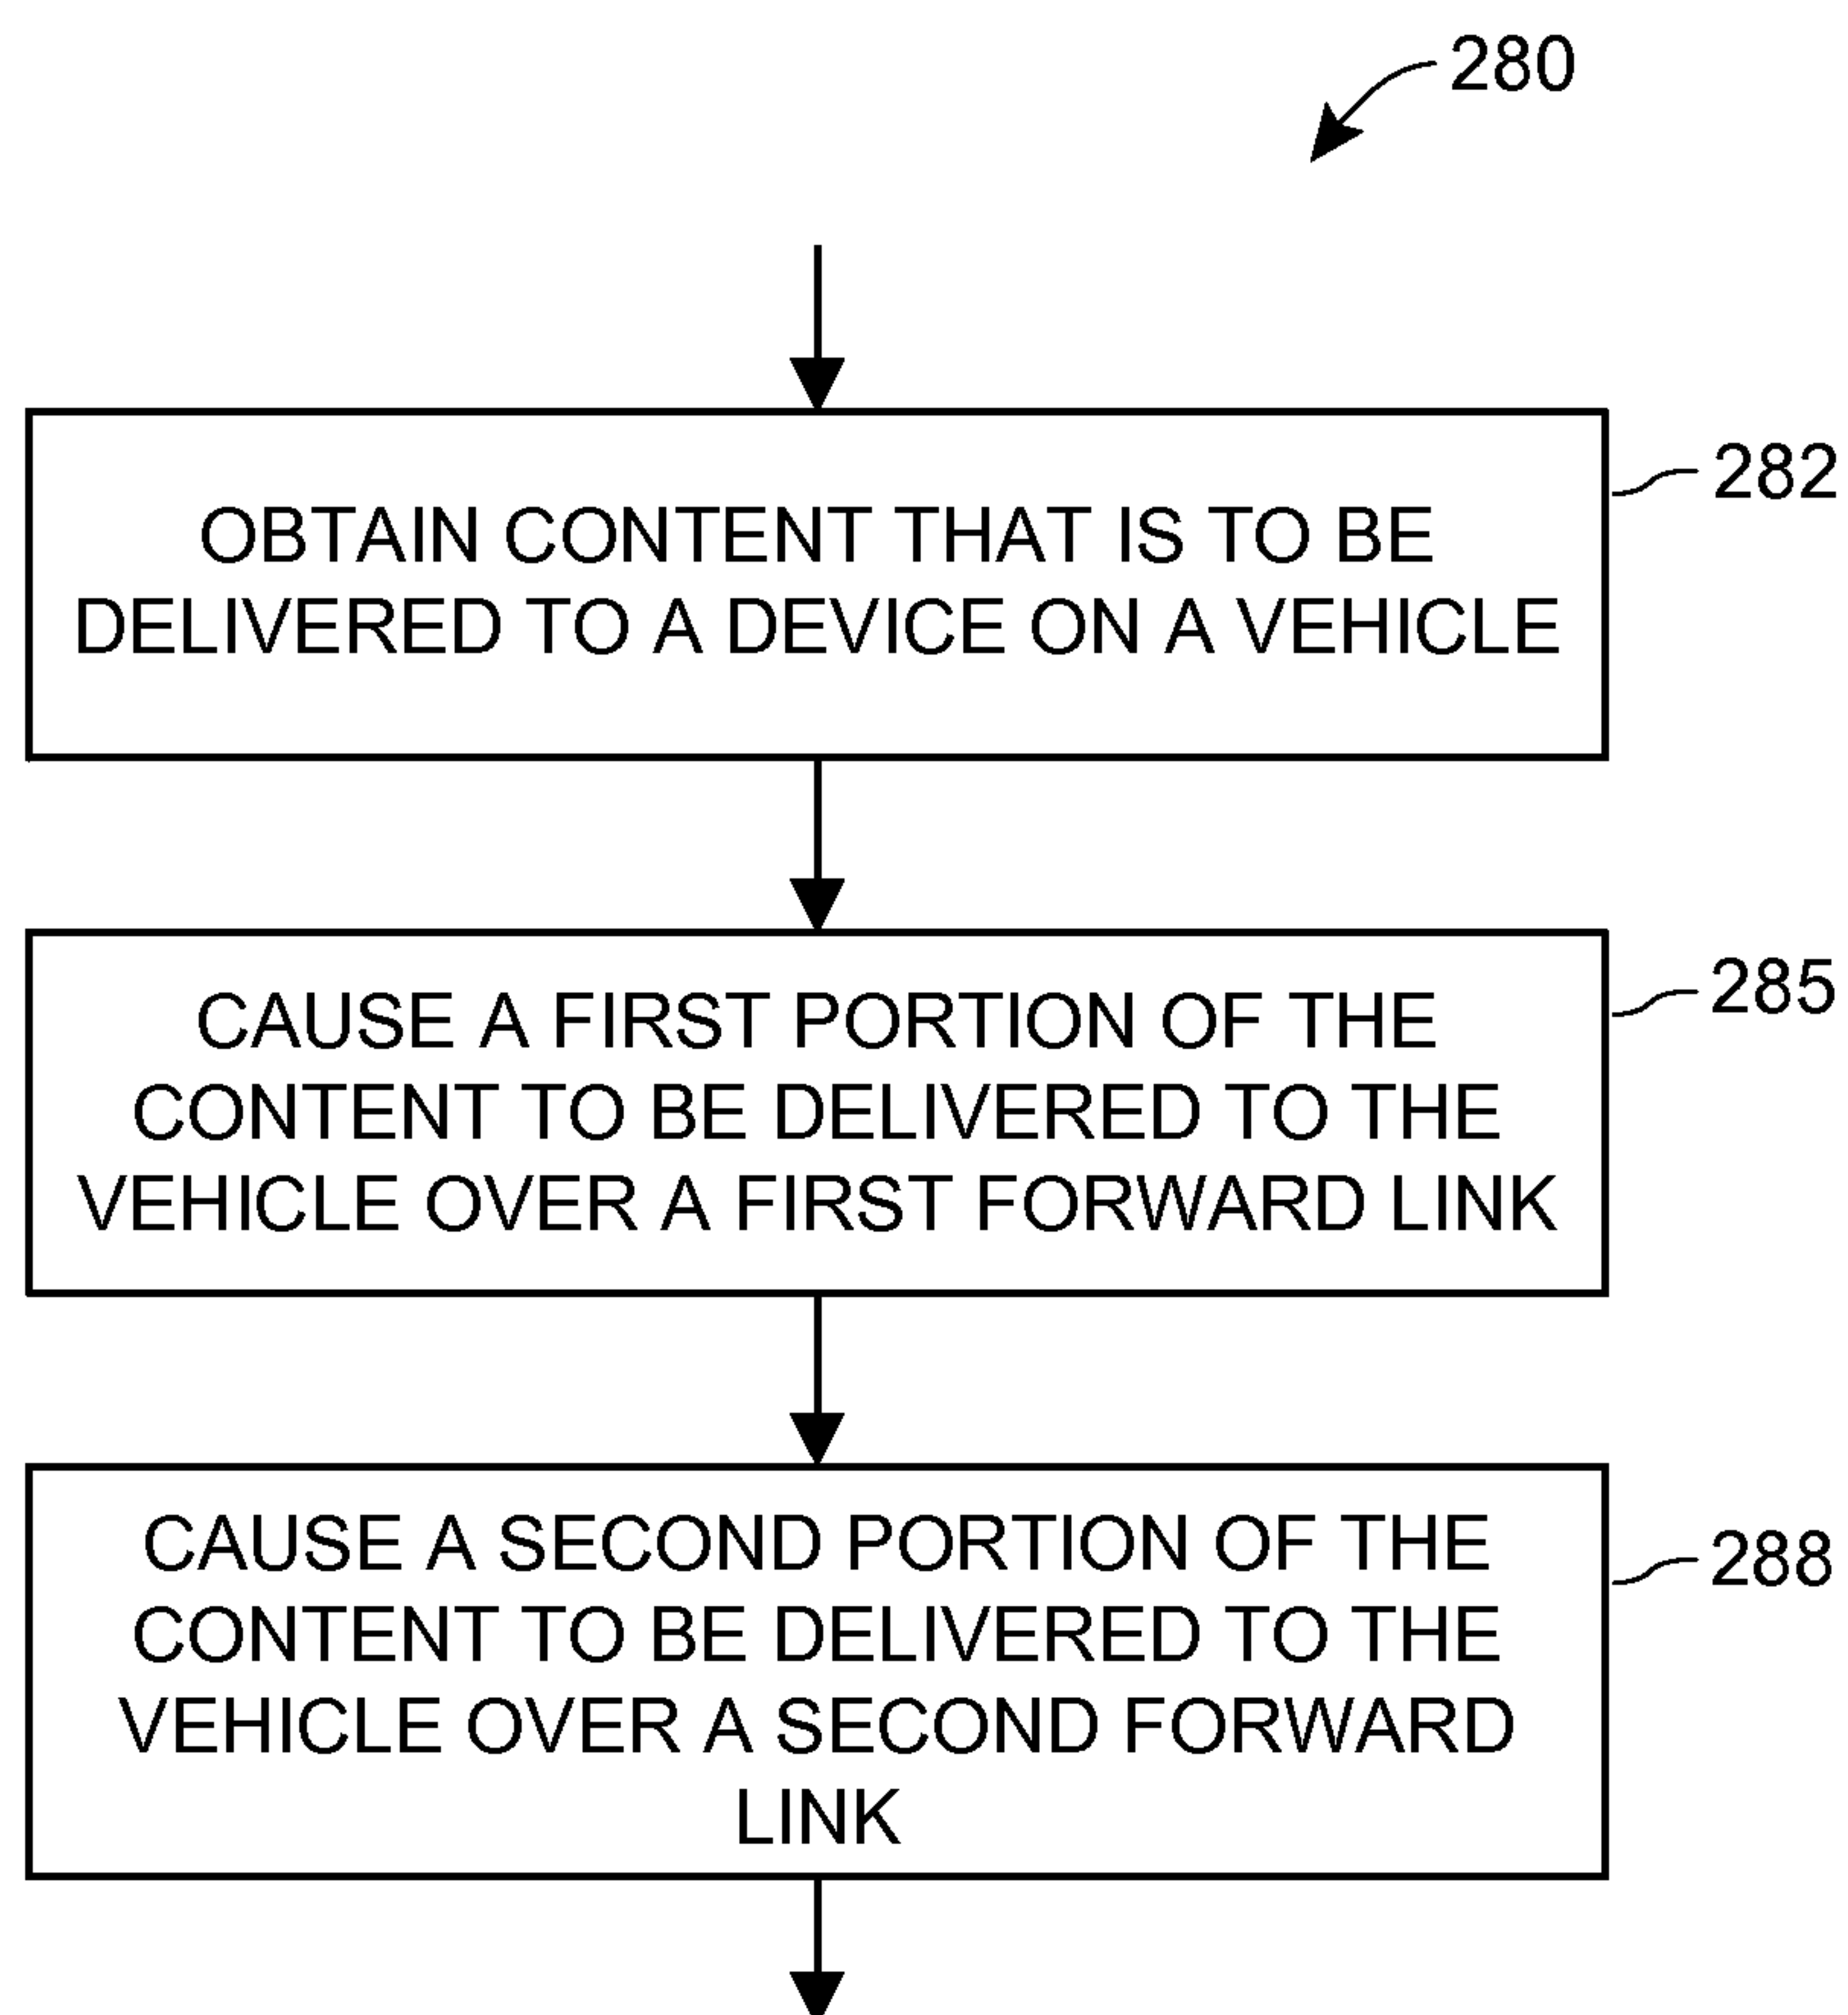 280
282
OBTAIN CONTENT THAT IS TO BE
DELIVERED TO A DEVICE ON A VEHICLE
285
CAUSE A FIRST PORTION OF THE
CONTENT TO BE DELIVERED TO THE
VEHICLE OVER A FIRST FORWARD LINK
288
CAUSE A SECOND PORTION OF THE
CONTENT TO BE DELIVERED TO THE
VEHICLE OVER A SECOND FORWARD
LINK